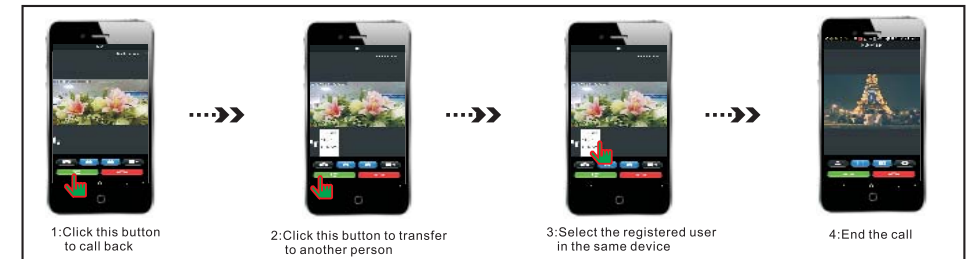 1:Click this button
to call back
2:Click this button to transfer
to another person
3:Select the registered user
in the same device
4:End the call